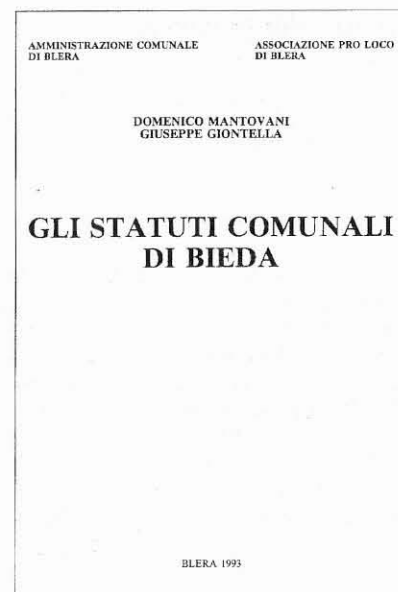 AMMINISTRAZIONE COMUNALE
DI BLERA
ASSOCIAZIONE PRO LOCO
DI BLERA
DOMENICO MANTOVANI
GIUSEPPE GIONTELLA
GLI STATUTI COMUNALI
DI BIEDA
BLERA 1993